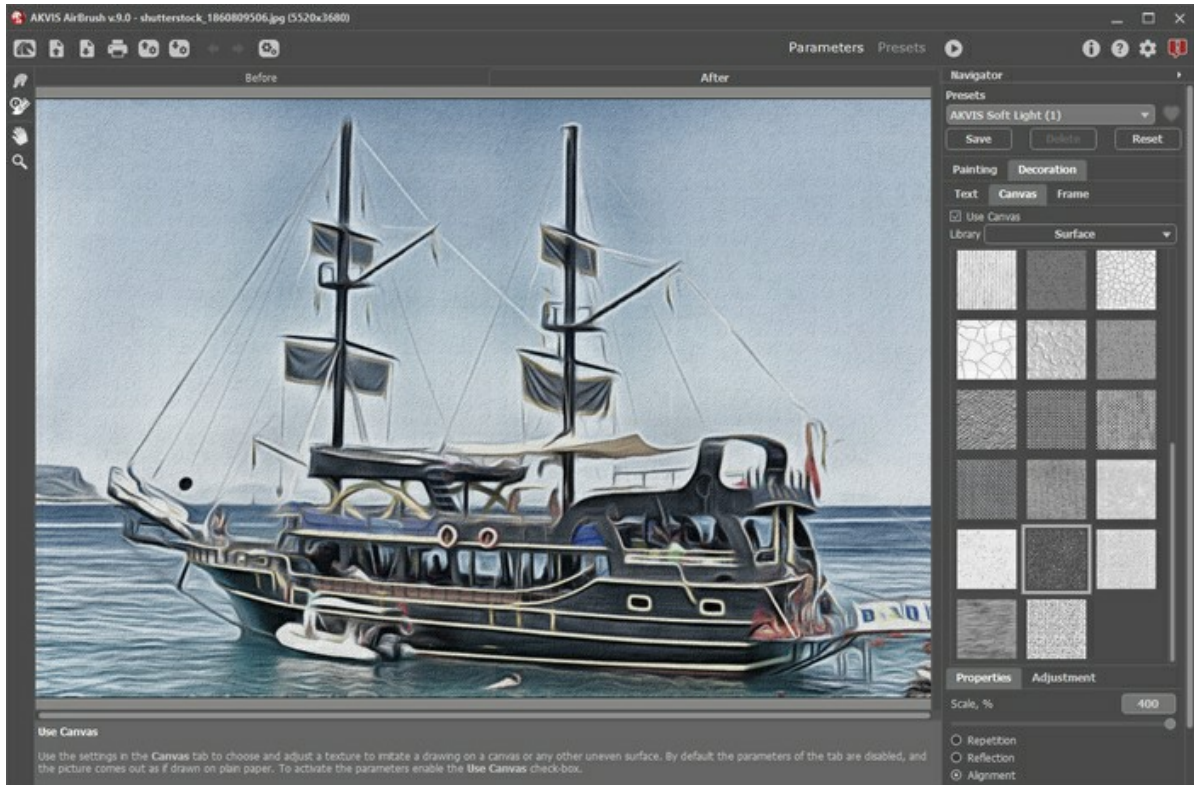 AKVIS AirBrush v.9.0 - shutterstock_1860809506.jpg (5520x3680)
Parameters Presets
Before After
Navigator
Presets
AKVIS Soft Light (1)
Save Delete Reset
Painting Decoration
Text Canvas Frame
Use Canvas
Library Surface
Properties Adjustment
Scale, % 400
Repetition
Reflection
Alignment
Use Canvas
Use the settings in the Canvas tab to choose and adjust a texture to imitate a drawing on a canvas or any other uneven surface. By default the parameters of the tab are disabled, and
the picture comes out as if drawn on plain paper. To activate the parameters enable the Use Canvas check-box.